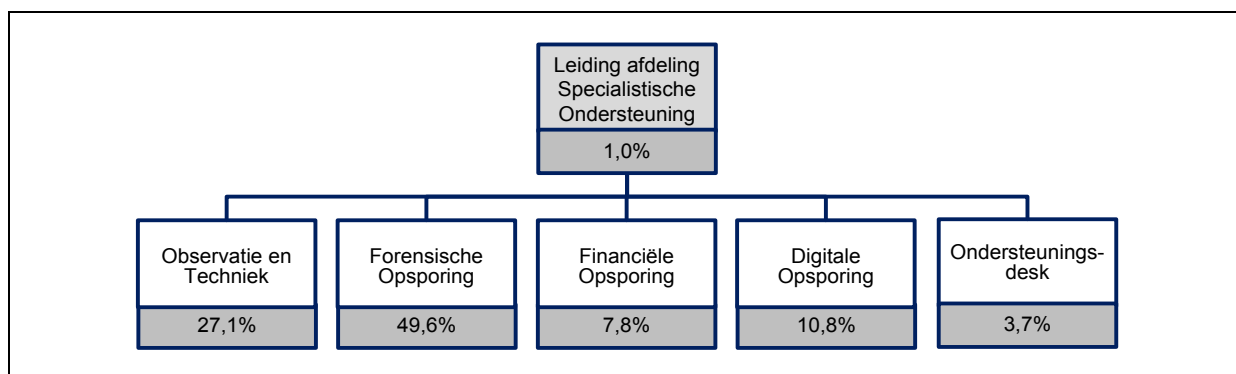 Leiding afdeling
Specialistische
Ondersteuning
1,0%
Observatie en
Techniek
27,1%
Forensische
Opsporing
49,6%
Financiële
Opsporing
7,8%
Digitale
Opsporing
10,8%
Ondersteunings-
desk
3,7%